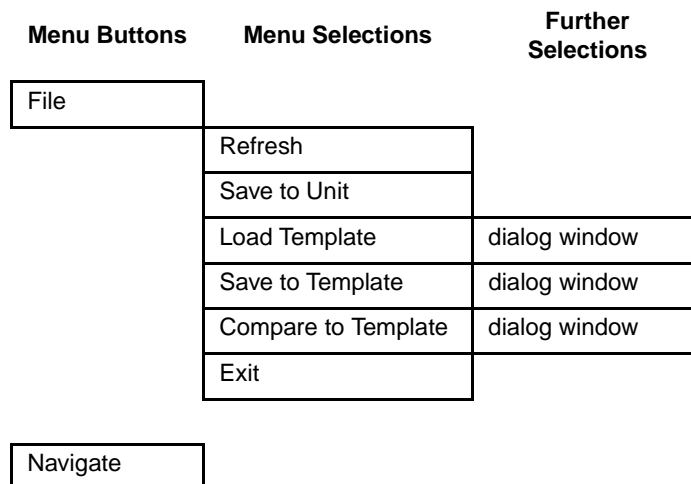 Menu Buttons Menu Selections Further Selections
File
Refresh
Save to Unit
Load Template dialog window
Save to Template dialog window
Compare to Template dialog window
Exit
Navigate